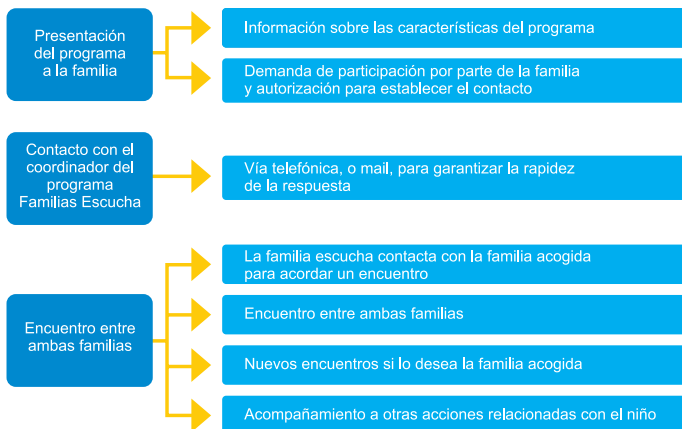 Presentación
del programa
a la familia
Información sobre las características del programa
Demanda de participación por parte de la familia
y autorización para establecer el contacto
Contacto con el
coordinador del
programa
Familias Escucha
Vía telefónica, o mail, para garantizar la rapidez
de la respuesta
Encuentro entre
ambas familias
La familia escucha contacta con la familia acogida
para acordar un encuentro
Encuentro entre ambas familias
Nuevos encuentros si lo desea la familia acogida
Acompañamiento a otras acciones relacionadas con el niño